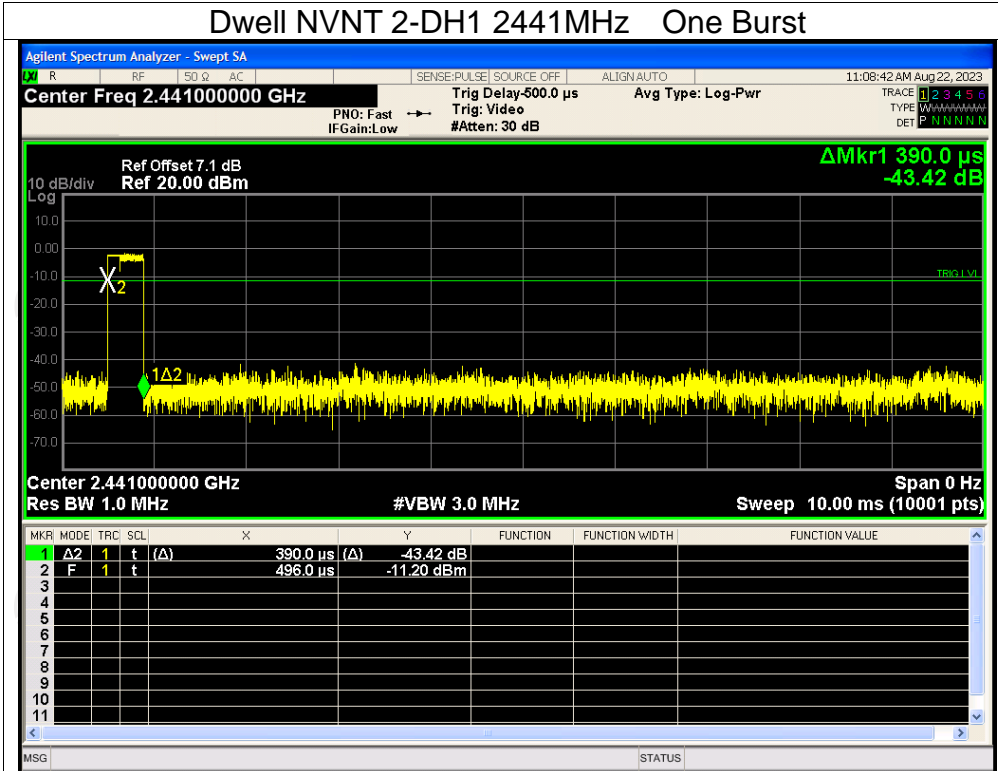 Dwell NVNT 2-DH1 2441MHz One Burst
Agilent Spectrum Analyzer - Swept SA
LXI R RF 50 Ω AC SENSE:PULSE SOURCE OFF ALIGN AUTO 11:08:42 AM Aug 22, 2023
Center Freq 2.441000000 GHz Trig Delay-500.0 µs Avg Type: Log-Pwr TRACE 1 2 3 4 5 6
PNO: Fast Trig: Video TYPE WWWWWW
IFGain:Low #Atten: 30 dB DET P N N N N N
ΔMkr1 390.0 µs
Ref Offset 7.1 dB
10 dB/div Ref 20.00 dBm -43.42 dB
Log
10.0
0.00
-10.0 TRIG LVL
2
-20.0
-30.0
-40.0
1Δ2
-50.0
-60.0
-70.0
Center 2.441000000 GHz Span 0 Hz
Res BW 1.0 MHz #VBW 3.0 MHz Sweep 10.00 ms (10001 pts)
MKR MODE TRC SCL X Y FUNCTION FUNCTION WIDTH FUNCTION VALUE
1 Δ2 1 t (Δ) 390.0 µs (Δ) -43.42 dB
2 F 1 t 496.0 µs -11.20 dBm
3
4
5
6
7
8
9
10
11
MSG STATUS